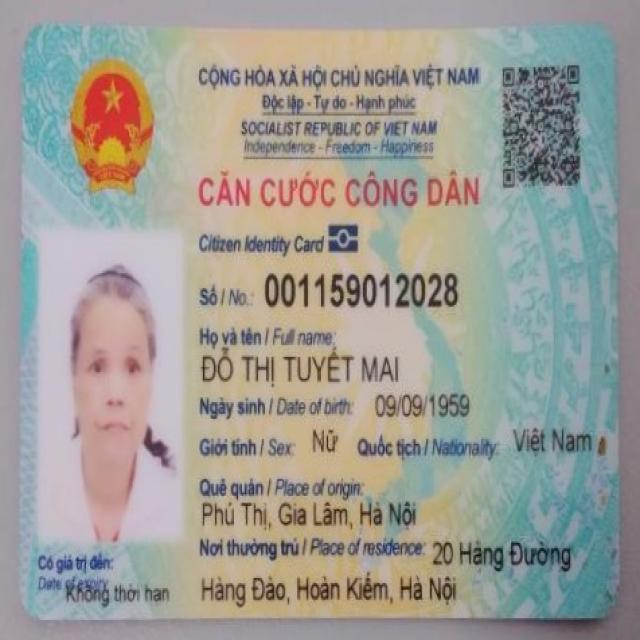 CỘNG HÒA XÃ HỘI CHỦ NGHĨA VIỆT NAM
Độc lập - Tự do - Hạnh phúc
SOCIALIST REPUBLIC OF VIET NAM
Independence - Freedom - Happiness
CĂN CƯỚC CÔNG DÂN
Citizen Identity Card
Số / No.: 001159012028
Họ và tên / Full name:
ĐỖ THỊ TUYẾT MAI
Ngày sinh / Date of birth: 09/09/1959
Giới tính / Sex: Nữ Quốc tịch / Nationality: Việt Nam
Quê quán / Place of origin:
Phú Thị, Gia Lâm, Hà Nội
Nơi thường trú / Place of residence: 20 Hàng Đường
Hàng Đào, Hoàn Kiếm, Hà Nội
Có giá trị đến:
Date of expiry
Không thời hạn